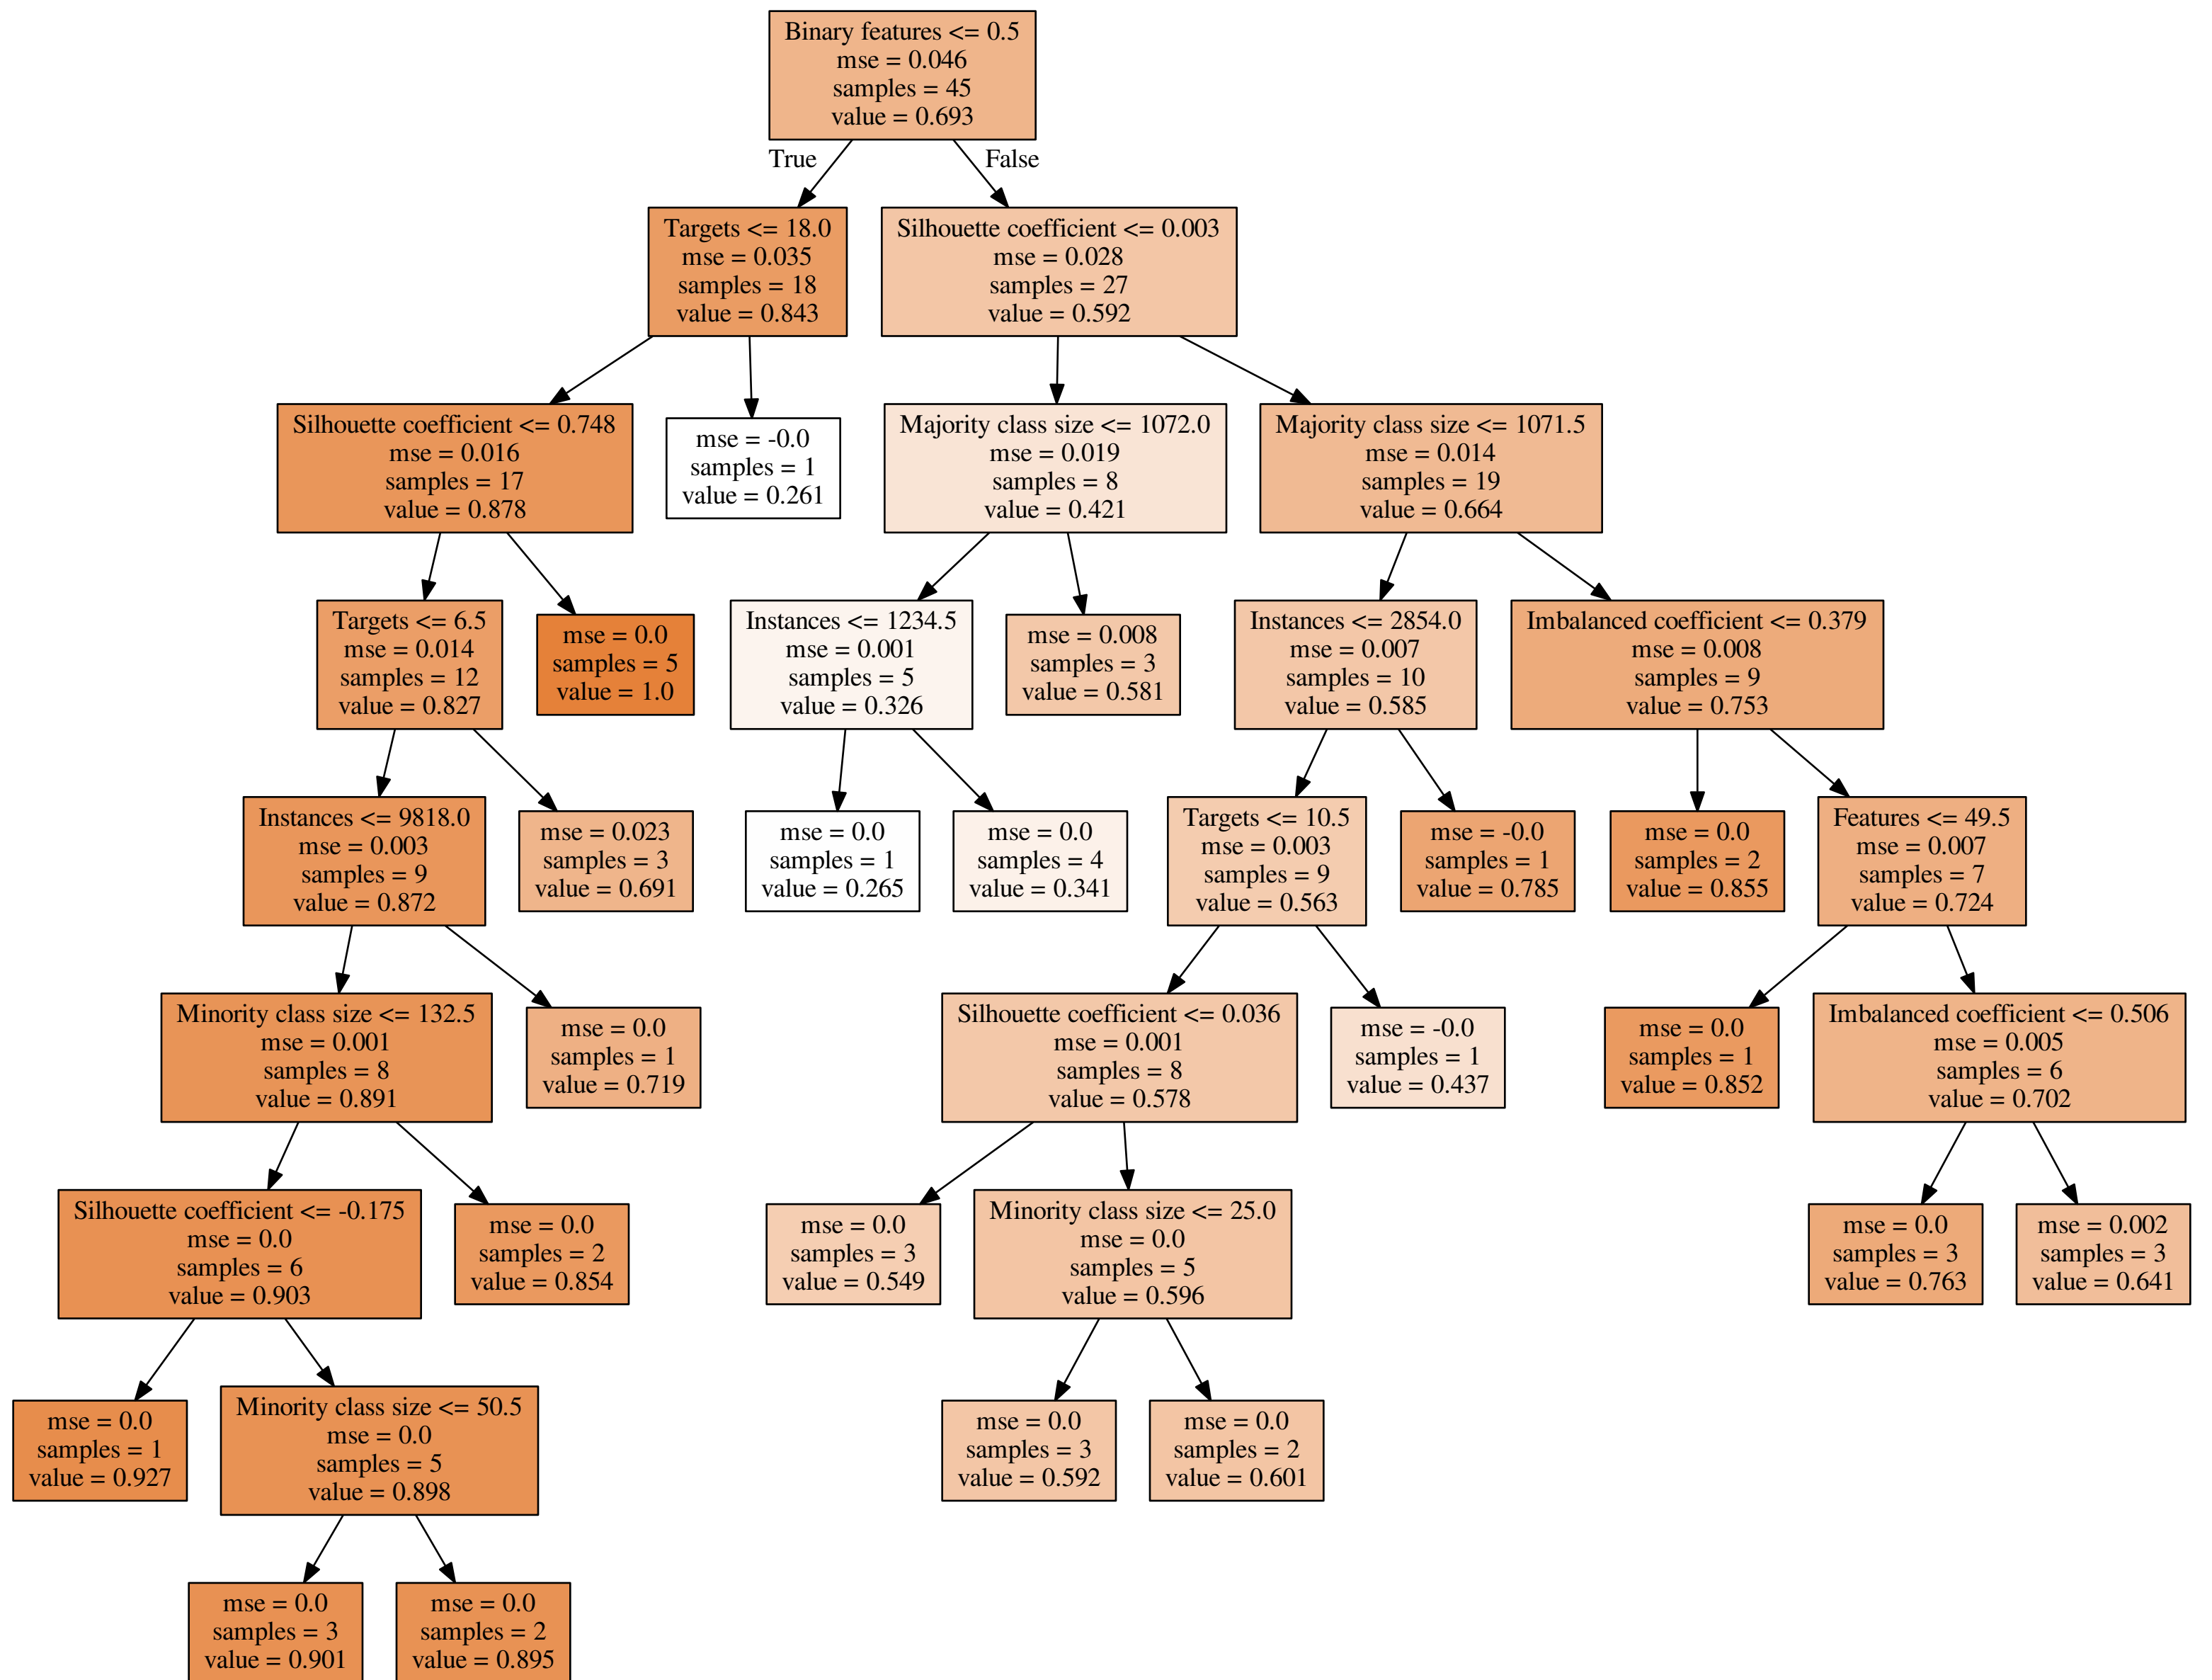 Binary features <= 0.5
mse = 0.046
samples = 45
value = 0.693
True
False
Targets <= 18.0
mse = 0.035
samples = 18
value = 0.843
Silhouette coefficient <= 0.003
mse = 0.028
samples = 27
value = 0.592
Silhouette coefficient <= 0.748
mse = 0.016
samples = 17
value = 0.878
mse = -0.0
samples = 1
value = 0.261
Majority class size <= 1072.0
mse = 0.019
samples = 8
value = 0.421
Majority class size <= 1071.5
mse = 0.014
samples = 19
value = 0.664
Targets <= 6.5
mse = 0.014
samples = 12
value = 0.827
mse = 0.0
samples = 5
value = 1.0
Instances <= 1234.5
mse = 0.001
samples = 5
value = 0.326
mse = 0.008
samples = 3
value = 0.581
Instances <= 2854.0
mse = 0.007
samples = 10
value = 0.585
Imbalanced coefficient <= 0.379
mse = 0.008
samples = 9
value = 0.753
Instances <= 9818.0
mse = 0.003
samples = 9
value = 0.872
mse = 0.023
samples = 3
value = 0.691
mse = 0.0
samples = 1
value = 0.265
mse = 0.0
samples = 4
value = 0.341
Targets <= 10.5
mse = 0.003
samples = 9
value = 0.563
mse = -0.0
samples = 1
value = 0.785
mse = 0.0
samples = 2
value = 0.855
Features <= 49.5
mse = 0.007
samples = 7
value = 0.724
Minority class size <= 132.5
mse = 0.001
samples = 8
value = 0.891
mse = 0.0
samples = 1
value = 0.719
Silhouette coefficient <= 0.036
mse = 0.001
samples = 8
value = 0.578
mse = -0.0
samples = 1
value = 0.437
mse = 0.0
samples = 1
value = 0.852
Imbalanced coefficient <= 0.506
mse = 0.005
samples = 6
value = 0.702
Silhouette coefficient <= -0.175
mse = 0.0
samples = 6
value = 0.903
mse = 0.0
samples = 2
value = 0.854
mse = 0.0
samples = 3
value = 0.549
Minority class size <= 25.0
mse = 0.0
samples = 5
value = 0.596
mse = 0.0
samples = 3
value = 0.763
mse = 0.002
samples = 3
value = 0.641
mse = 0.0
samples = 1
value = 0.927
Minority class size <= 50.5
mse = 0.0
samples = 5
value = 0.898
mse = 0.0
samples = 3
value = 0.592
mse = 0.0
samples = 2
value = 0.601
mse = 0.0
samples = 3
value = 0.901
mse = 0.0
samples = 2
value = 0.895